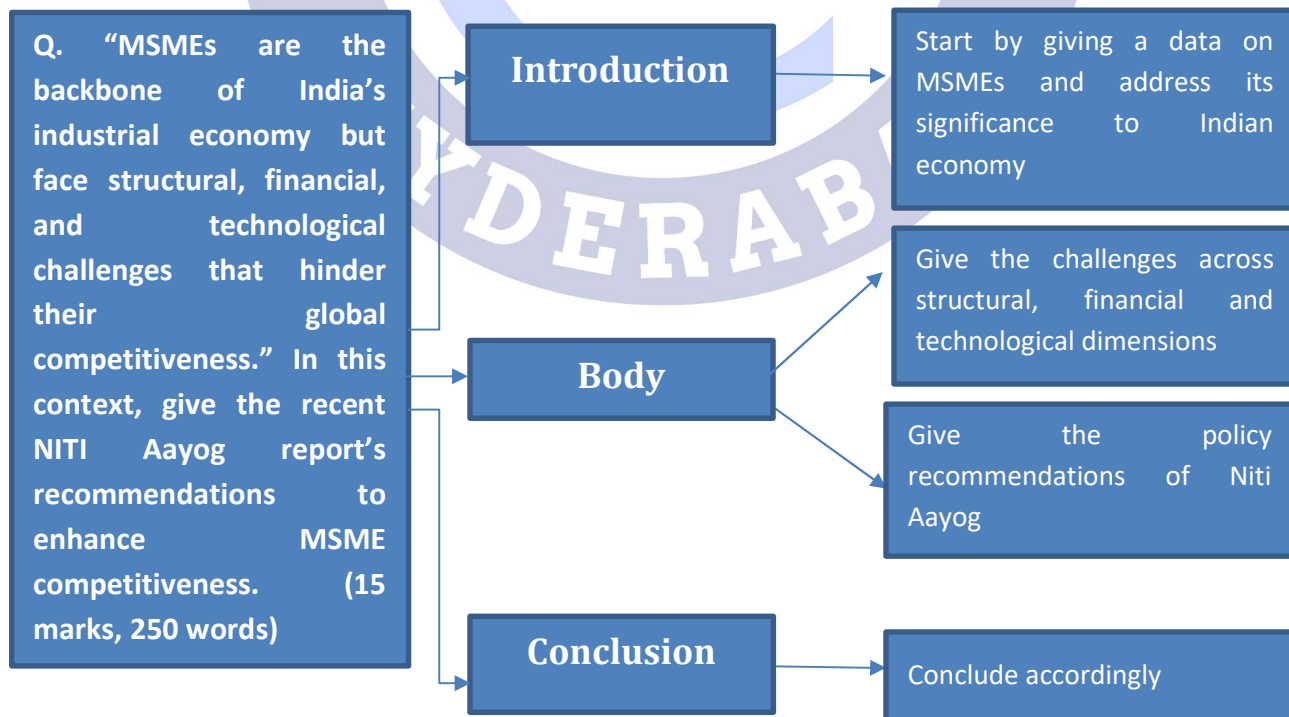 Q. “MSMEs are the
backbone of India’s
industrial economy but
face structural, financial,
and technological
challenges that hinder
their global
competitiveness.” In this
context, give the recent
NITI Aayog report’s
recommendations to
enhance MSME
competitiveness. (15
marks, 250 words)
Introduction
Start by giving a data on
MSMEs and address its
significance to Indian
economy
Body
Give the challenges across
structural, financial and
technological dimensions
Give the policy
recommendations of Niti
Aayog
Conclusion
Conclude accordingly
YDERAB